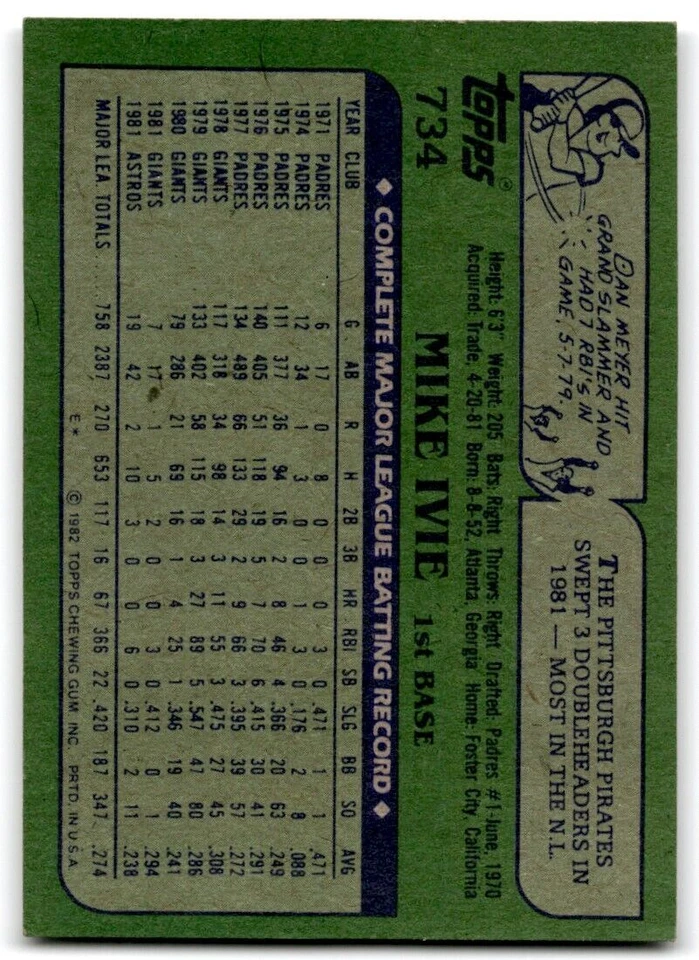 DAN MEYER HIT
GRAND SLAMMER AND
HAD 7 RBI'S IN
GAME, 5-7-79.
THE PITTSBURGH PIRATES
SWEPT 3 DOUBLEHEADERS IN
1981 — MOST IN THE N.L.
TOPPS®
734
MIKE IVIE 1st BASE
Height: 6'3" Weight: 205 Bats: Right Throws: Right Drafted: Padres #1-June, 1970
Acquired: Trade, 4-20-81 Born: 8-8-52, Atlanta, Georgia Home: Foster City, California
◆ COMPLETE MAJOR LEAGUE BATTING RECORD ◆
YEAR CLUB G AB R H 2B 3B HR RBI SB SLG BB SO AVG
1971 PADRES 6 17 0 8 0 0 0 3 0 .471 1 1 .471
1974 PADRES 12 34 1 3 0 0 1 3 0 .176 2 8 .088
1975 PADRES 111 377 36 94 16 2 8 46 4 .366 20 63 .249
1976 PADRES 140 405 51 118 19 5 7 70 6 .415 30 41 .291
1977 PADRES 134 489 66 133 29 2 9 66 3 .395 39 57 .272
1978 GIANTS 117 318 34 98 14 3 11 55 3 .475 27 45 .308
1979 GIANTS 133 402 58 115 18 3 27 89 5 .547 47 80 .286
1980 GIANTS 79 286 21 69 16 1 4 25 1 .346 19 40 .241
1981 GIANTS 7 17 1 5 2 0 0 3 0 .412 0 1 .294
1981 ASTROS 19 42 2 10 3 0 0 6 0 .310 2 11 .238
MAJOR LEA. TOTALS 758 2387 270 653 117 16 67 366 22 .420 187 347 .274
E* © 1982 TOPPS CHEWING GUM, INC. PRTD. IN U.S.A.